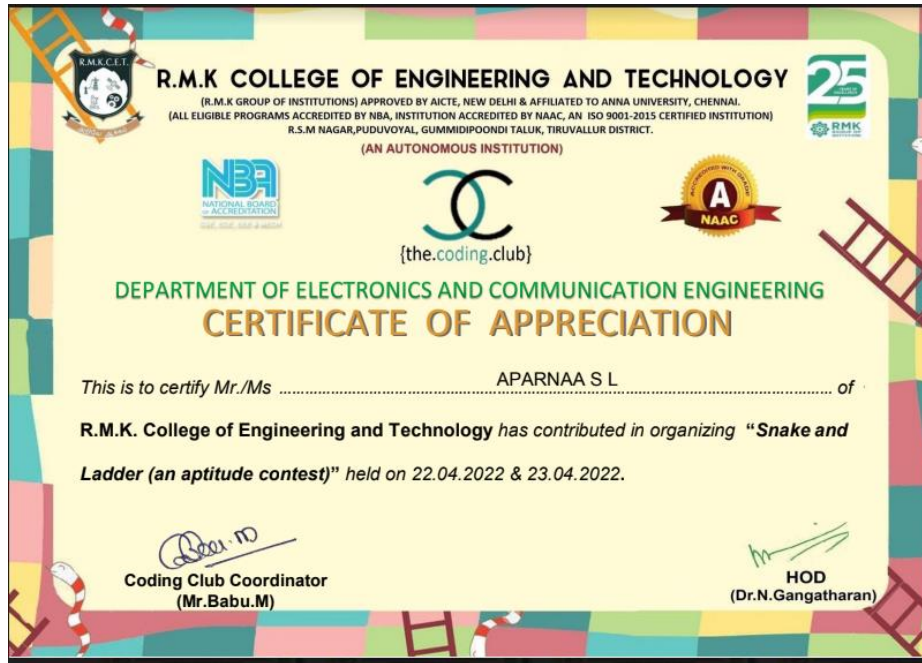 R.M.K.C.E.T.
R.M.K COLLEGE OF ENGINEERING AND TECHNOLOGY
(R.M.K GROUP OF INSTITUTIONS) APPROVED BY AICTE, NEW DELHI & AFFILIATED TO ANNA UNIVERSITY, CHENNAI.
(ALL ELIGIBLE PROGRAMS ACCREDITED BY NBA, INSTITUTION ACCREDITED BY NAAC, AN ISO 9001-2015 CERTIFIED INSTITUTION)
R.S.M NAGAR,PUDUVOYAL, GUMMIDIPOONDI TALUK, TIRUVALLUR DISTRICT.
(AN AUTONOMOUS INSTITUTION)
25
RMK
NBA
NATIONAL BOARD
OF ACCREDITATION
{the.coding.club}
ACCREDITED WITH GRADE
A
NAAC
DEPARTMENT OF ELECTRONICS AND COMMUNICATION ENGINEERING
CERTIFICATE OF APPRECIATION
This is to certify Mr./Ms ........ APARNAA S L ........ of
R.M.K. College of Engineering and Technology has contributed in organizing “Snake and
Ladder (an aptitude contest)” held on 22.04.2022 & 23.04.2022.
Coding Club Coordinator
(Mr.Babu.M)
HOD
(Dr.N.Gangatharan)